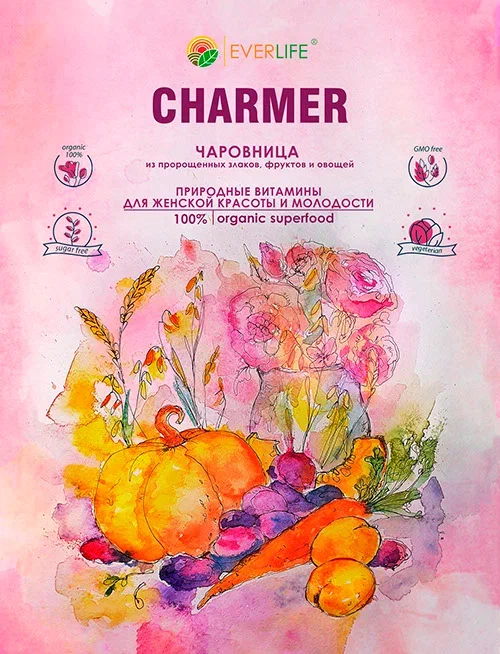 EVERLIFE®
CHARMER
ЧАРОВНИЦА
из пророщенных злаков, фруктов и овощей
organic
100%
GMO free
ПРИРОДНЫЕ ВИТАМИНЫ
ДЛЯ ЖЕНСКОЙ КРАСОТЫ И МОЛОДОСТИ
100% | organic superfood
sugar free
vegeterian